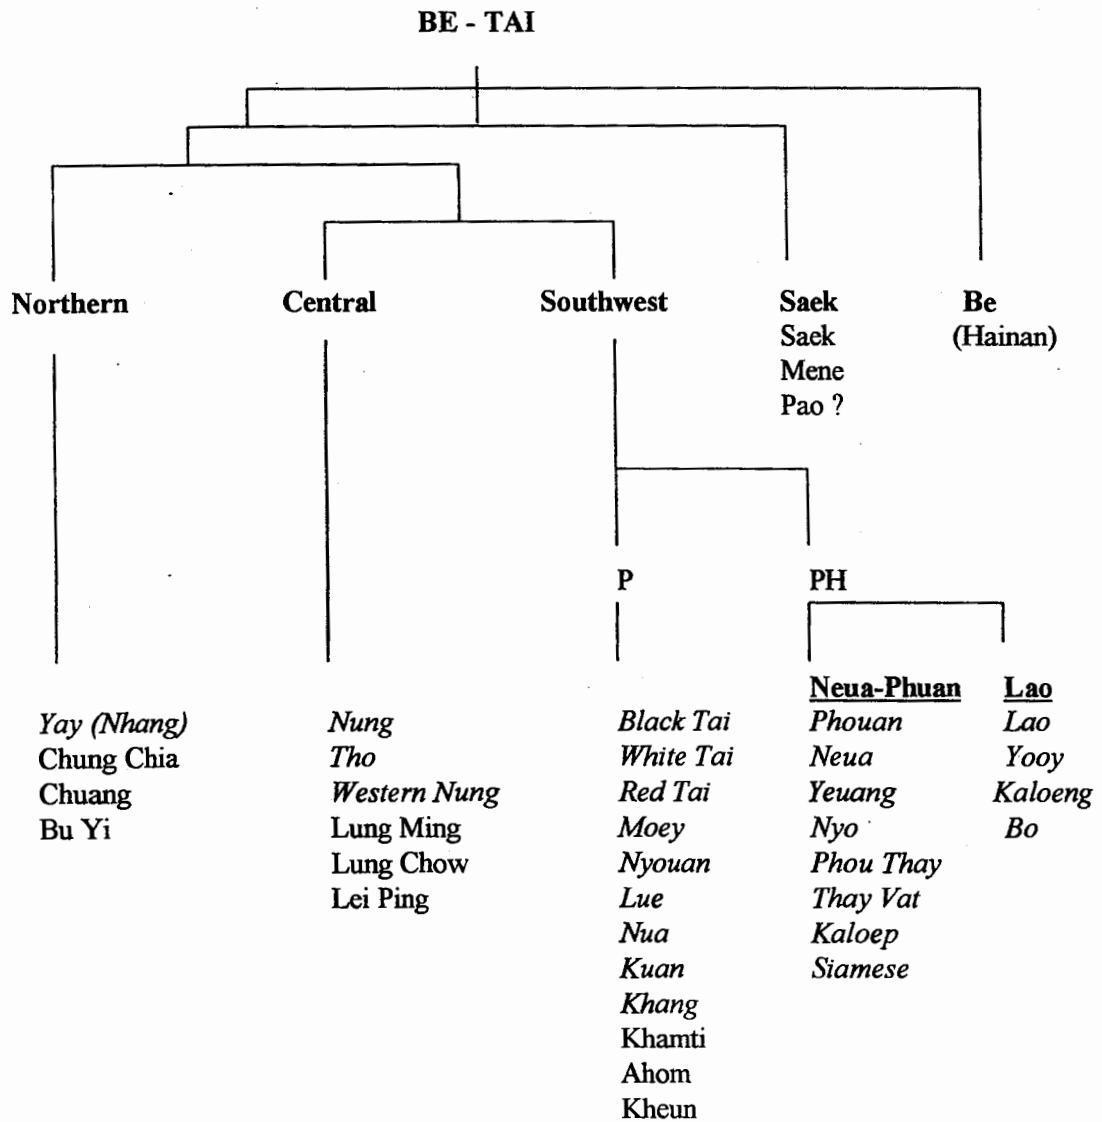 BE - TAI
Northern
Central
Southwest
Saek
Saek
Mene
Pao ?
Be
(Hainan)
P
PH
Yay (Nhang)
Chung Chia
Chuang
Bu Yi
Nung
Tho
Western Nung
Lung Ming
Lung Chow
Lei Ping
Black Tai
White Tai
Red Tai
Moey
Nyouan
Lue
Nua
Kuan
Khang
Khamti
Ahom
Kheun
Neua-Phuan
Phouan
Neua
Yeuang
Nyo
Phou Thay
Thay Vat
Kaloep
Siamese
Lao
Lao
Yooy
Kaloeng
Bo